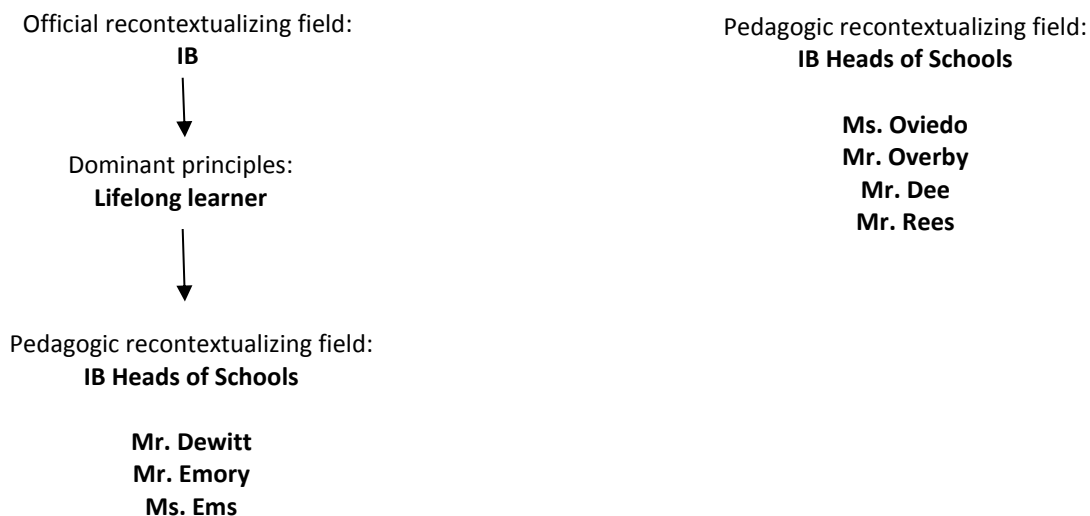 Official recontextualizing field:
IB
Dominant principles:
Lifelong learner
Pedagogic recontextualizing field:
IB Heads of Schools
Mr. Dewitt
Mr. Emory
Ms. Ems
Pedagogic recontextualizing field:
IB Heads of Schools
Ms. Oviedo
Mr. Overby
Mr. Dee
Mr. Rees